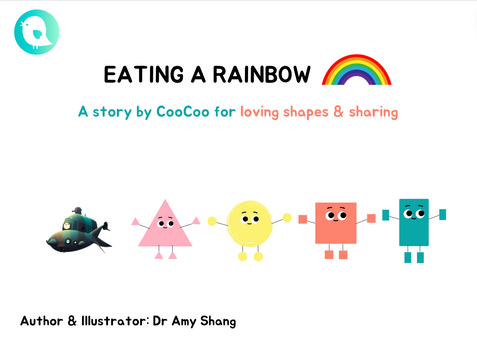 EATING A RAINBOW
A story by CooCoo for loving shapes & sharing
Author & Illustrator: Dr Amy Shang